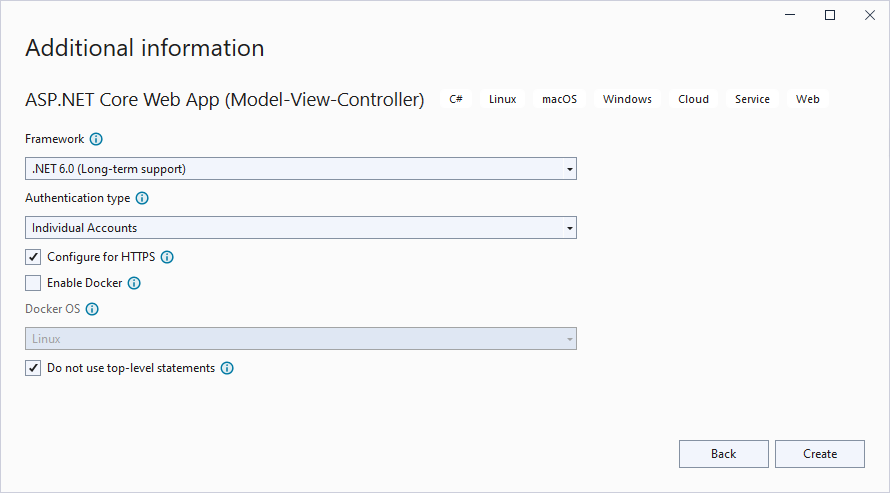 Additional information
ASP.NET Core Web App (Model-View-Controller) C# Linux macOS Windows Cloud Service Web
Framework
.NET 6.0 (Long-term support)
Authentication type
Individual Accounts
Configure for HTTPS
Enable Docker
Docker OS
Linux
Do not use top-level statements
Back Create